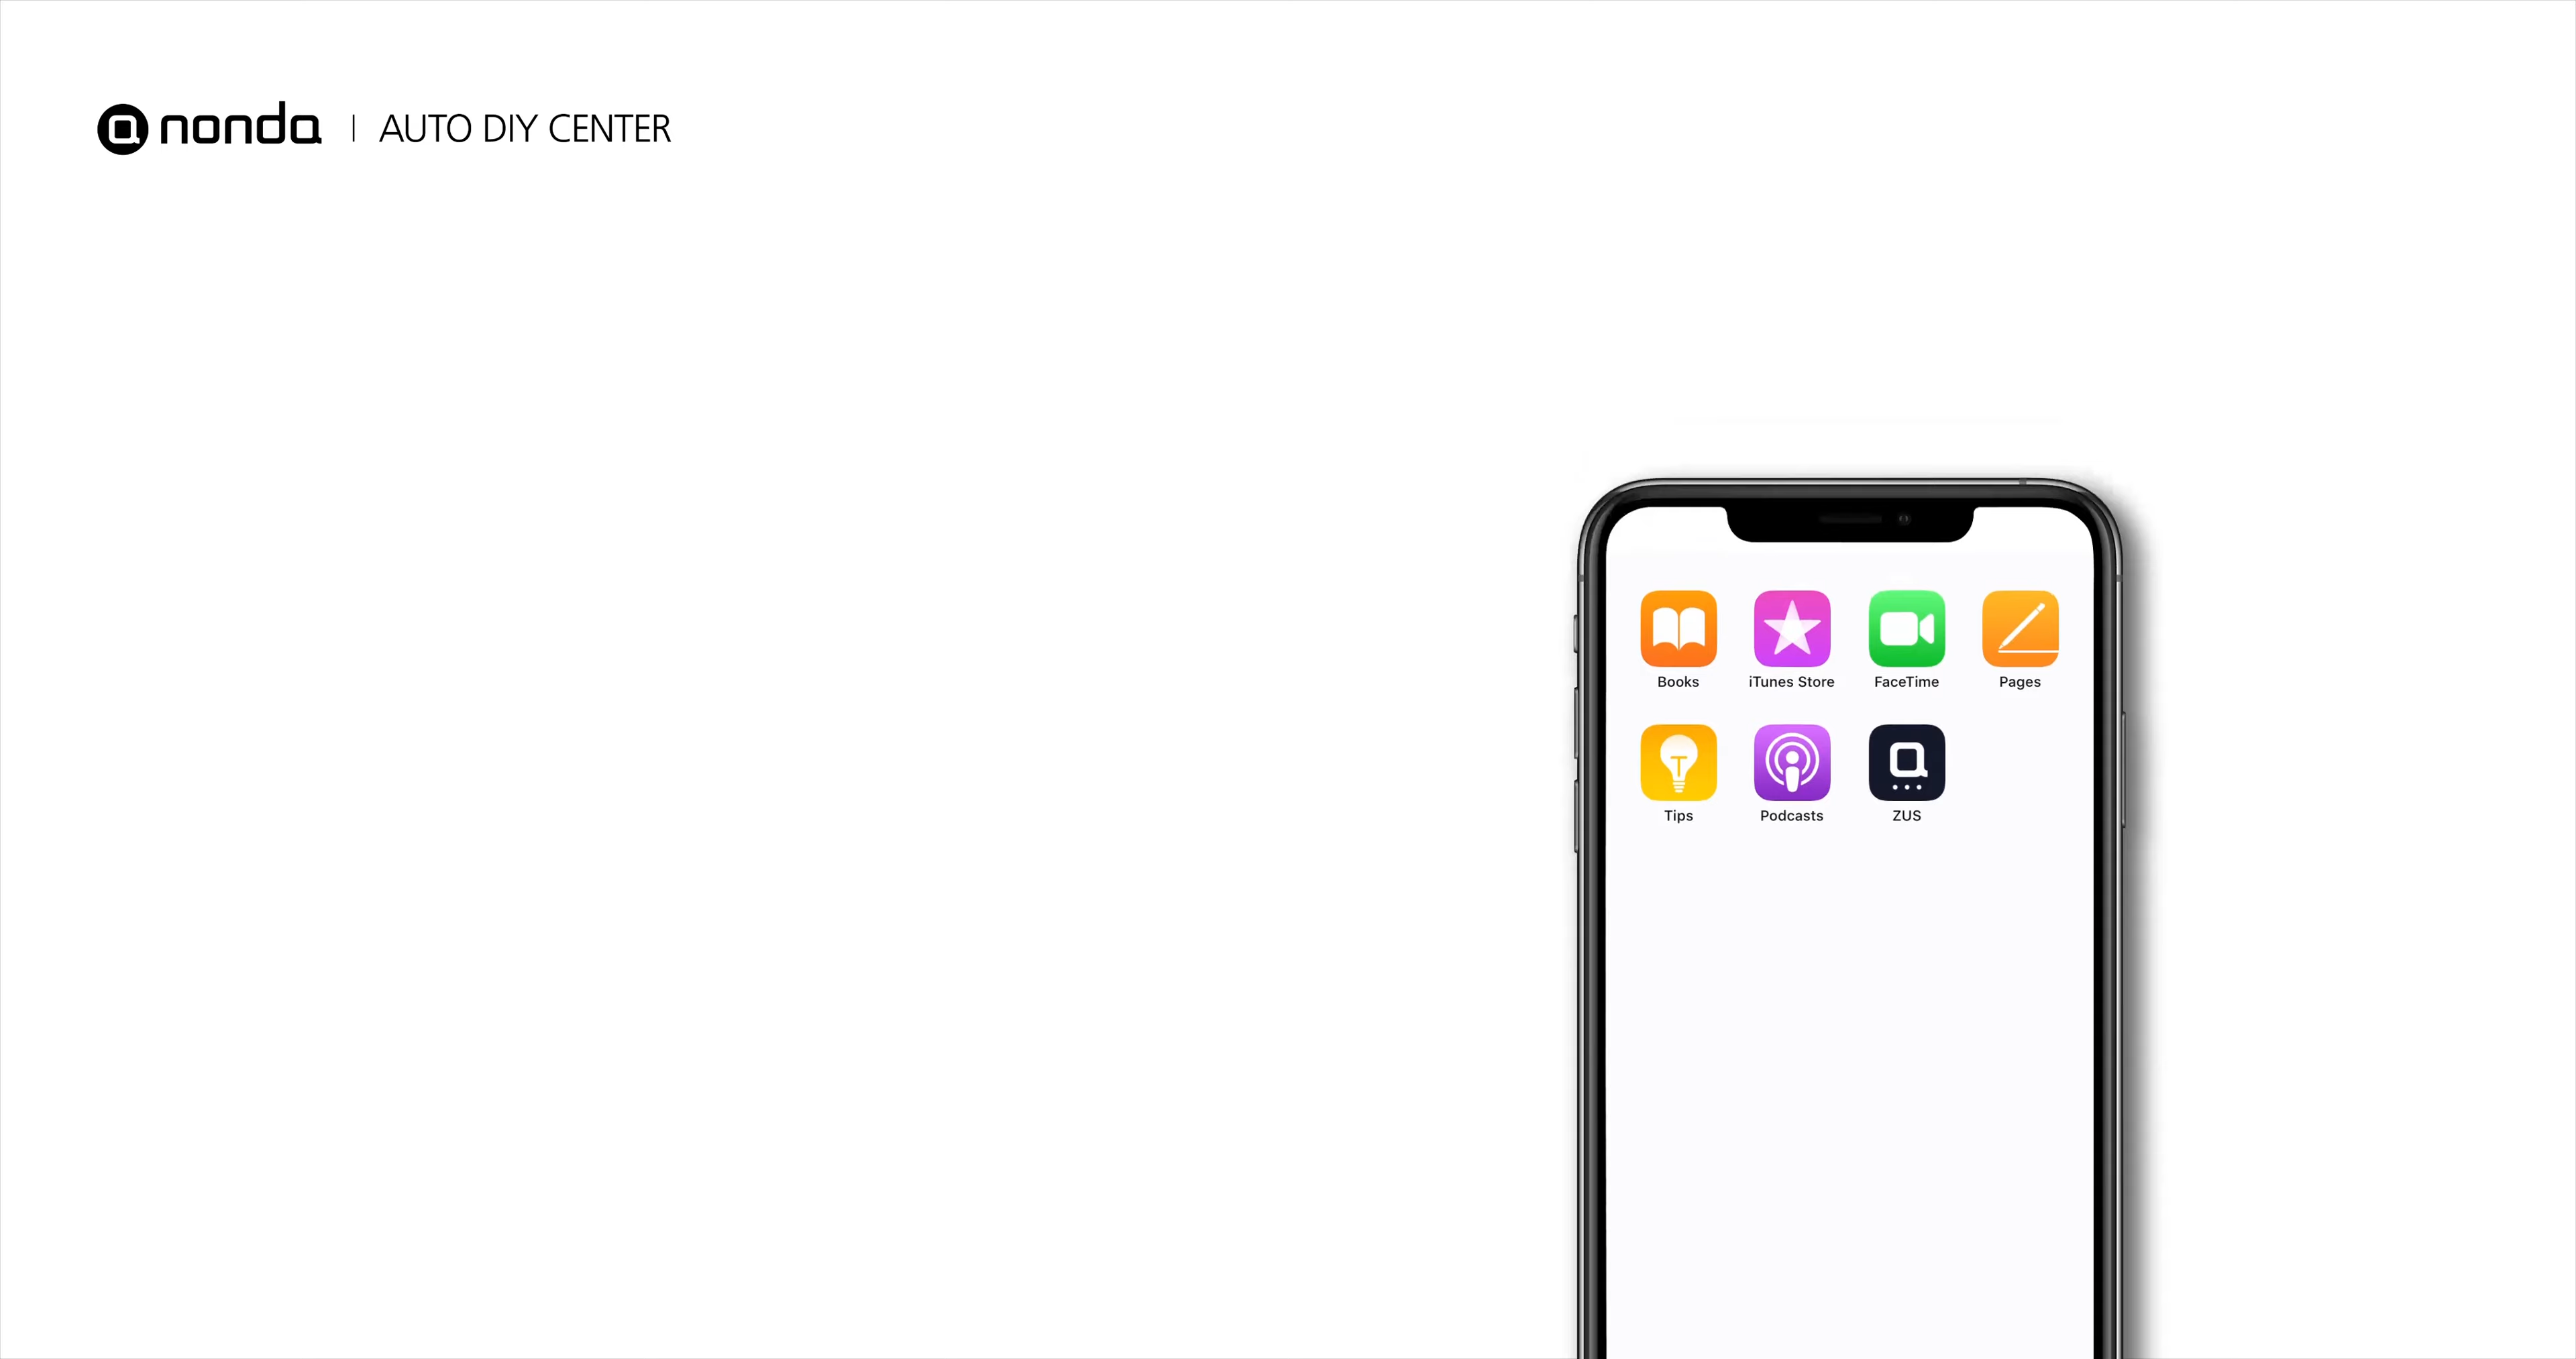 nonda | AUTO DIY CENTER
Books iTunes Store FaceTime Pages
Tips Podcasts ZUS